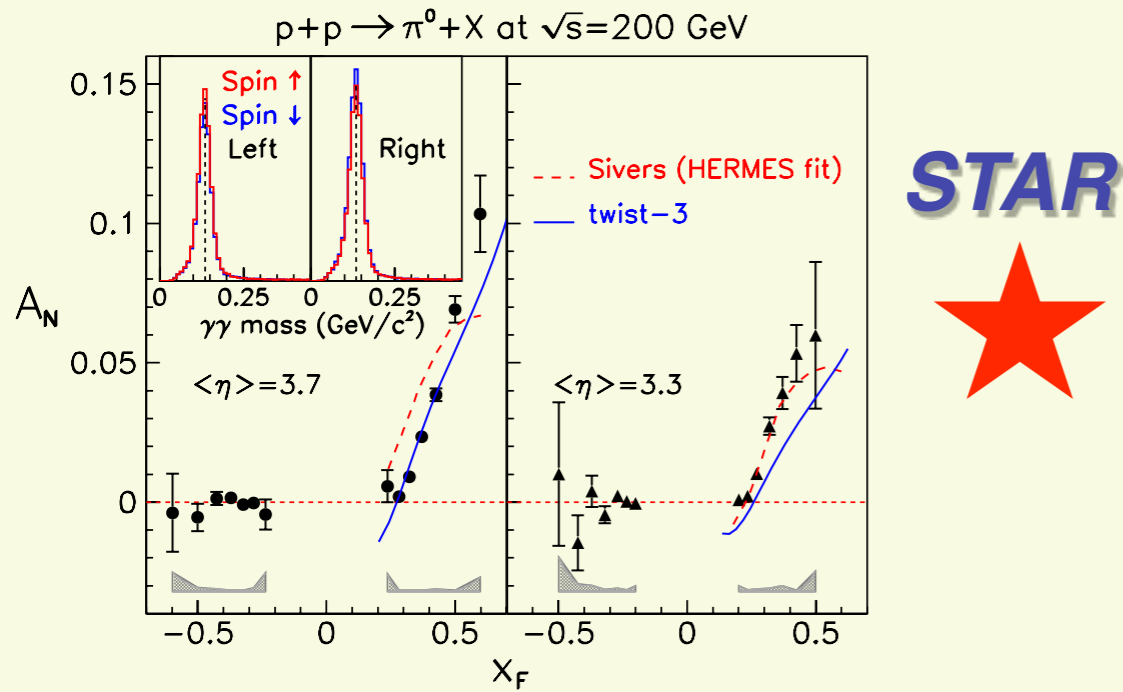 p+p → π⁰+X at √s=200 GeV
STAR
A_N
0.15
0.1
0.05
0
Spin ↑
Spin ↓
Left
Right
0
0.25
0
0.25
γγ mass (GeV/c²)
<η>=3.7
Sivers (HERMES fit)
twist-3
<η>=3.3
−0.5
0
0.5
−0.5
0
0.5
x_F